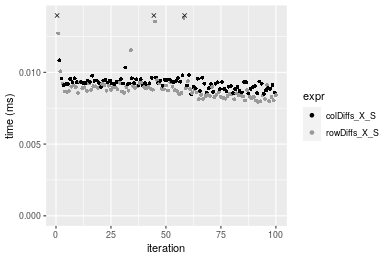 0.010
0.005
0.000
time (ms)
0
25
50
75
100
iteration
expr
colDiffs_X_S
rowDiffs_X_S